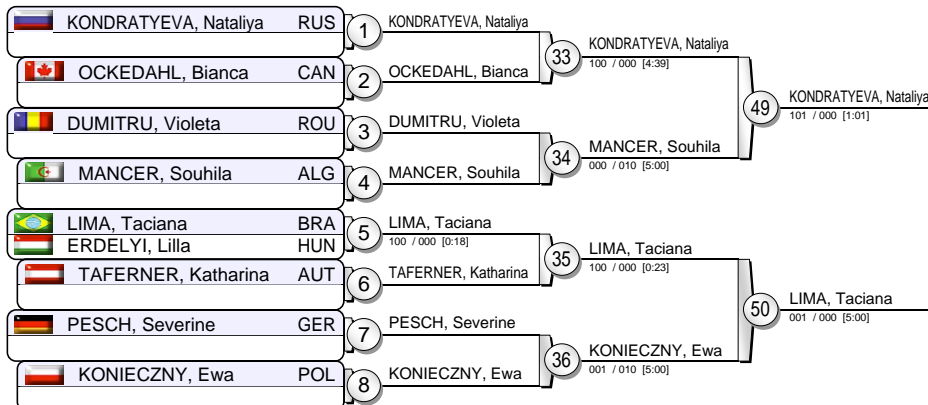 KONDRATYEVA, Nataliya RUS
OCKEDAHL, Bianca CAN
DUMITRU, Violeta ROU
MANCER, Souhila ALG
LIMA, Taciana BRA
ERDELYI, Lilla HUN
TAFERNER, Katharina AUT
PESCH, Severine GER
KONIECZNY, Ewa POL
1
2
3
4
5
6
7
8
KONDRATYEVA, Nataliya
OCKEDAHL, Bianca
DUMITRU, Violeta
MANCER, Souhila
LIMA, Taciana
100 / 000 [0:18]
TAFERNER, Katharina
PESCH, Severine
KONIECZNY, Ewa
33
34
35
36
KONDRATYEVA, Nataliya
100 / 000 [4:39]
MANCER, Souhila
000 / 010 [5:00]
LIMA, Taciana
100 / 000 [0:23]
KONIECZNY, Ewa
001 / 010 [5:00]
49
50
KONDRATYEVA, Nataliya
101 / 000 [1:01]
LIMA, Taciana
001 / 000 [5:00]